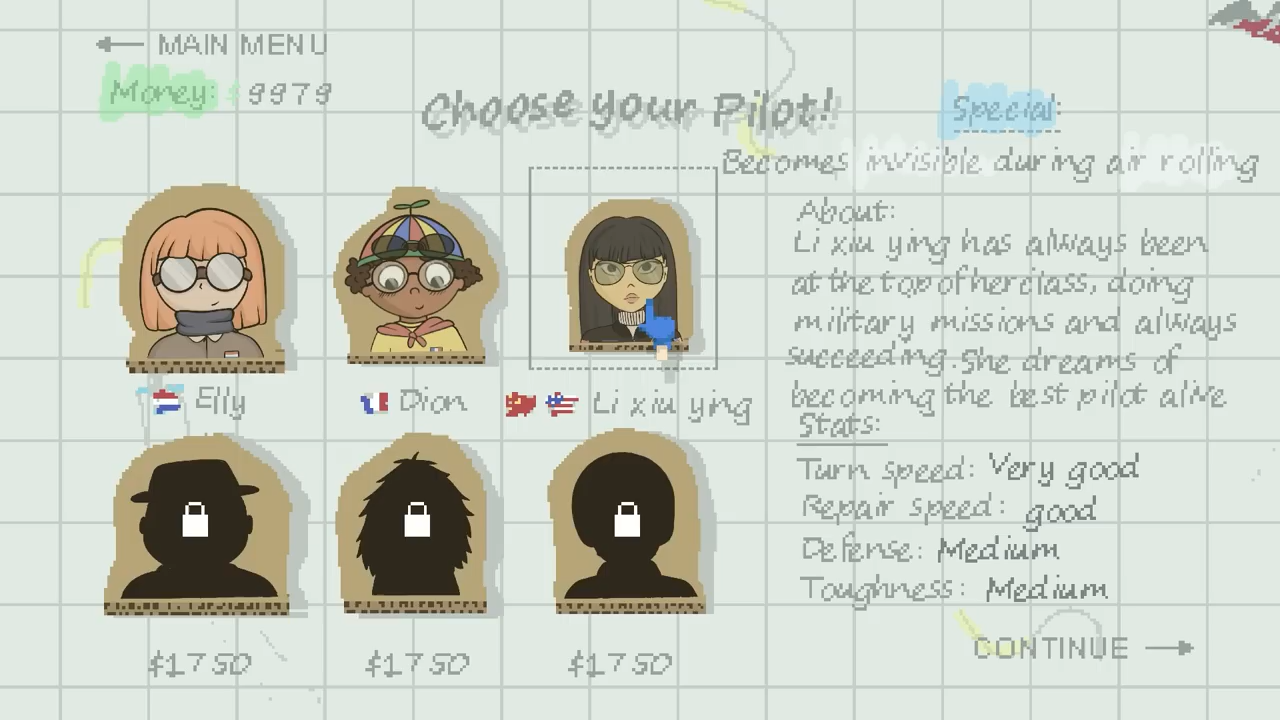 MAIN MENU
Money: $9979
Choose your Pilot!
Special:
Becomes invisible during air rolling
About:
Li xiu ying has always been
at the top of her class, doing
military missions and always
succeeding. She dreams of
becoming the best pilot alive
Stats:
Turn speed: Very good
Repair speed: good
Defense: Medium
Toughness: Medium
Elly
Dion
Li xiu ying
$1750
$1750
$1750
CONTINUE